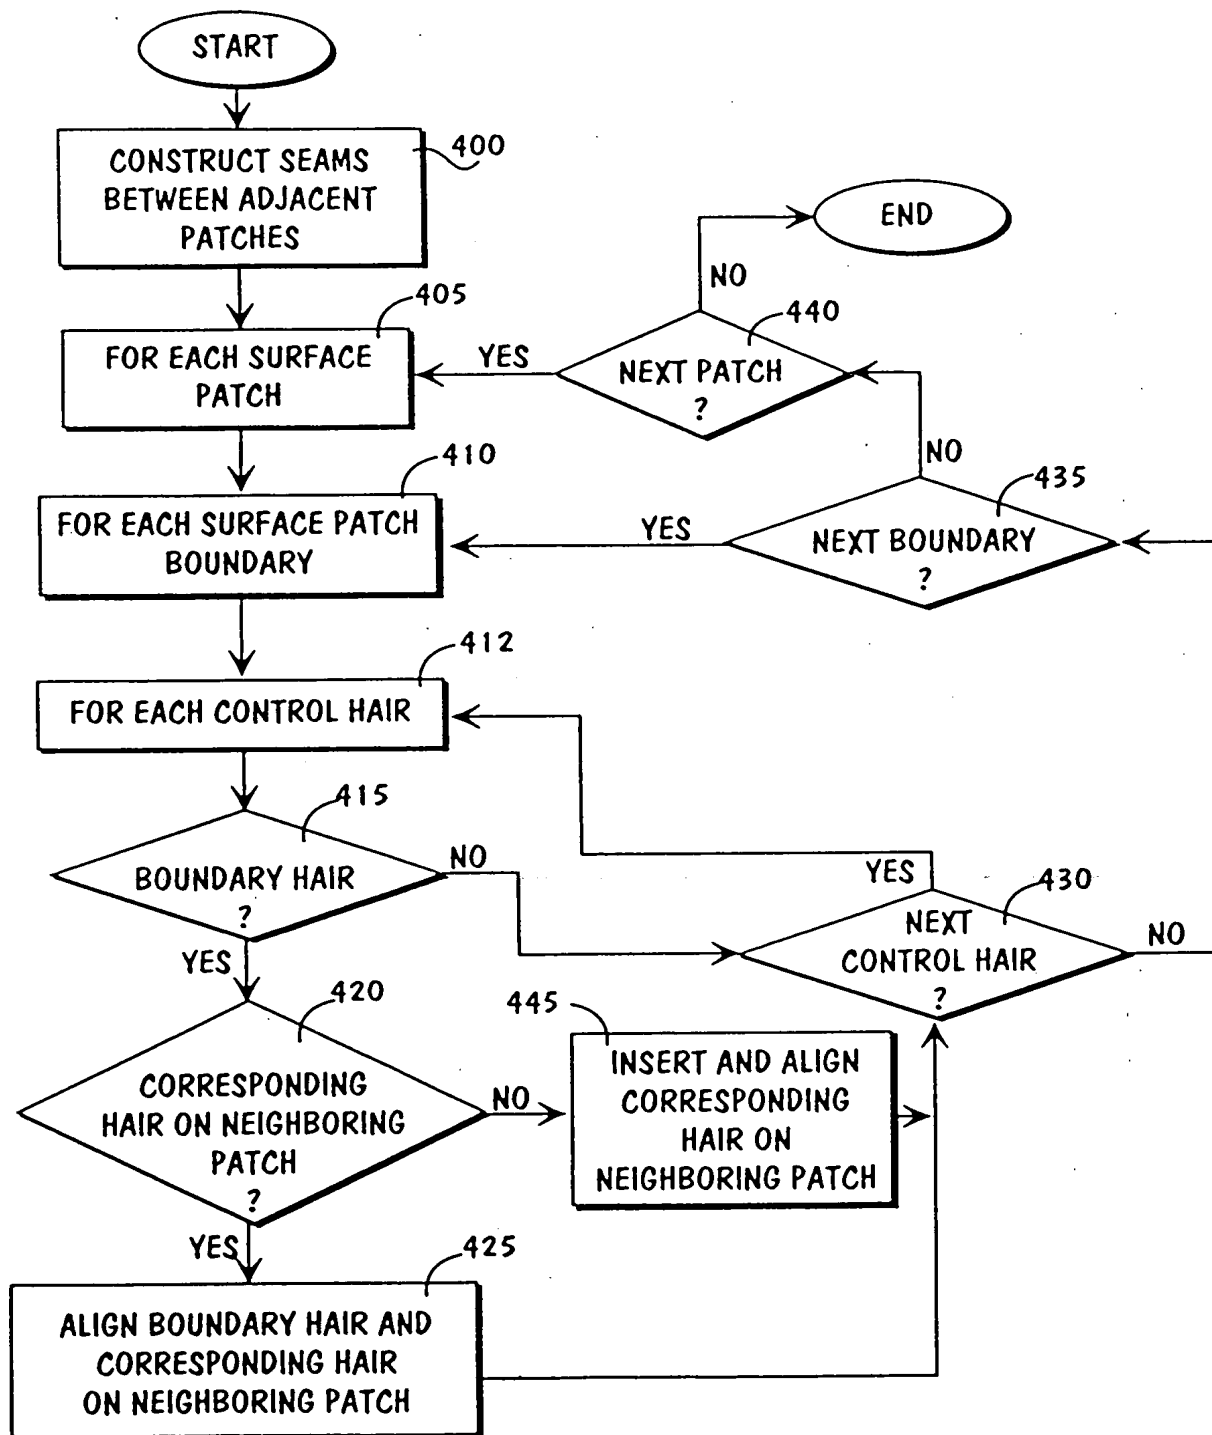 START
400
CONSTRUCT SEAMS
BETWEEN ADJACENT
PATCHES
END
NO
405
440
FOR EACH SURFACE
PATCH
YES
NEXT PATCH
?
410
NO
435
FOR EACH SURFACE PATCH
BOUNDARY
YES
NEXT BOUNDARY
?
412
FOR EACH CONTROL HAIR
415
BOUNDARY HAIR
?
NO
YES
430
NEXT
CONTROL HAIR
?
NO
YES
420
CORRESPONDING
HAIR ON NEIGHBORING
PATCH
?
NO
445
INSERT AND ALIGN
CORRESPONDING
HAIR ON
NEIGHBORING PATCH
YES
425
ALIGN BOUNDARY HAIR AND
CORRESPONDING HAIR
ON NEIGHBORING PATCH